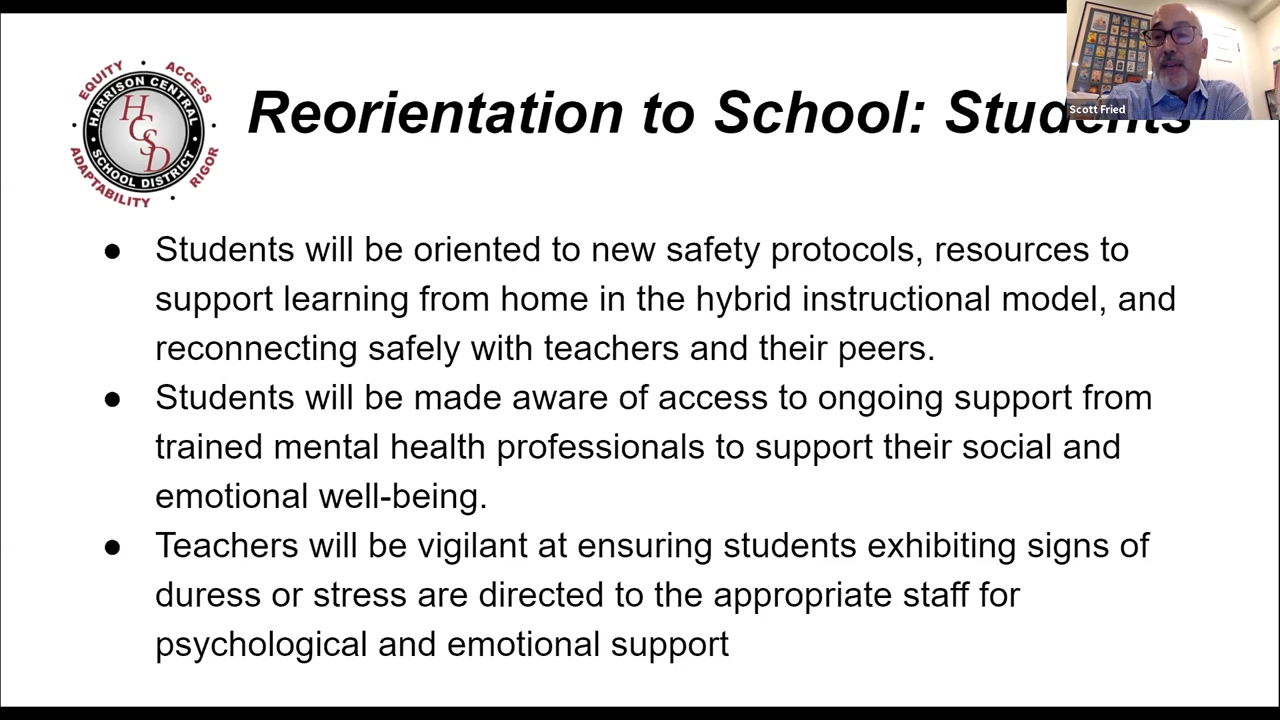 EQUITY
ACCESS
HARRISON CENTRAL
HCSD
SCHOOL DISTRICT
ADAPTABILITY
RIGOR
Reorientation to School: Students
Scott Fried
● Students will be oriented to new safety protocols, resources to
support learning from home in the hybrid instructional model, and
reconnecting safely with teachers and their peers.
● Students will be made aware of access to ongoing support from
trained mental health professionals to support their social and
emotional well-being.
● Teachers will be vigilant at ensuring students exhibiting signs of
duress or stress are directed to the appropriate staff for
psychological and emotional support